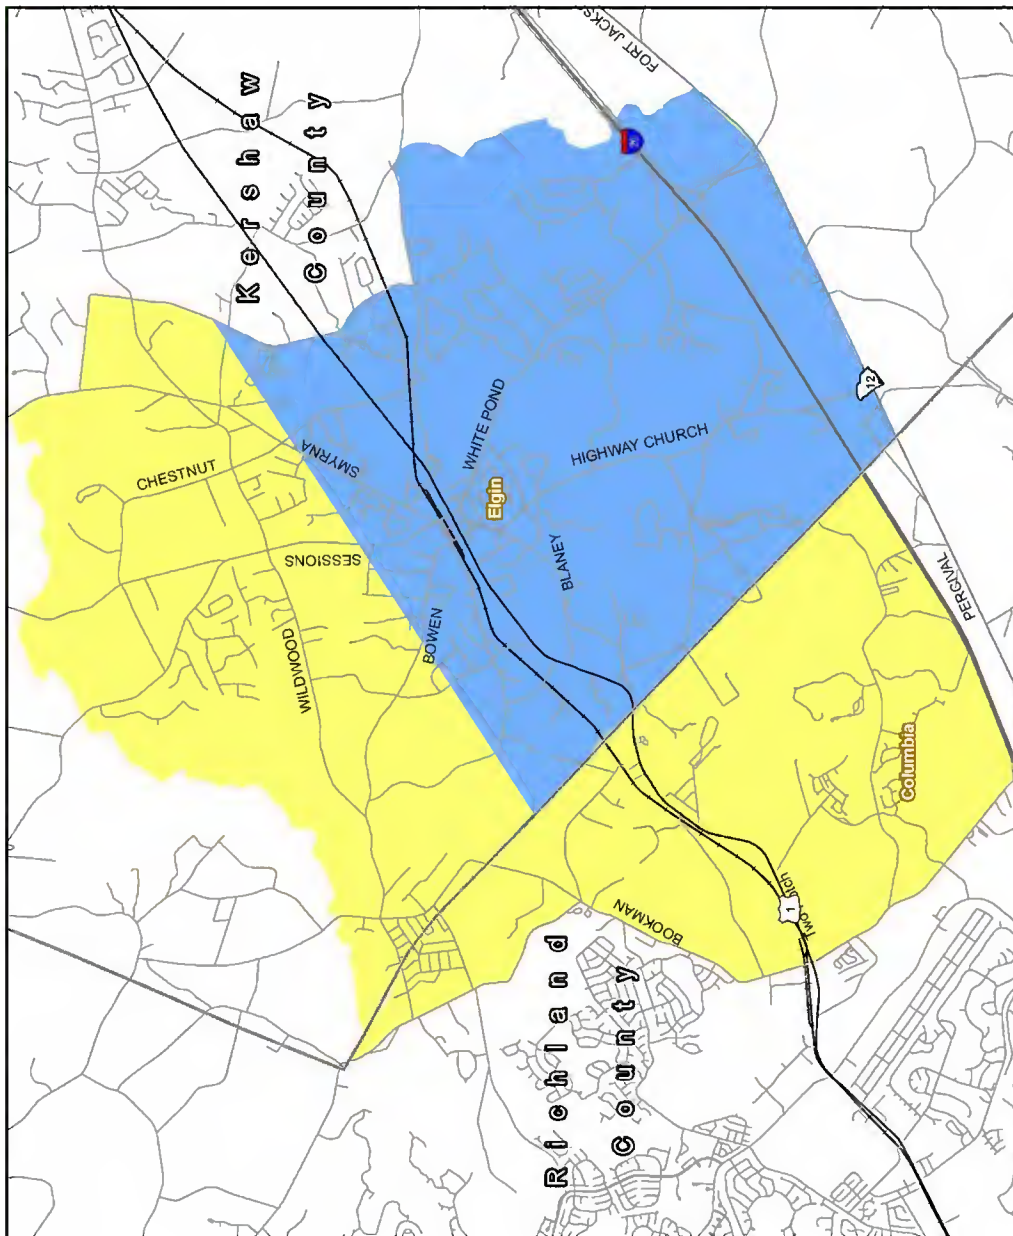 FORT JACKS
Kershaw
County
CHESTNUT
SMYRNA
WHITE POND
HIGHWAY CHURCH
12
Elgin
SESSIONS
BLANEY
BOWEN
WILDWOOD
PERCIVAL
Columbia
BOOKMAN
1
Richland
County